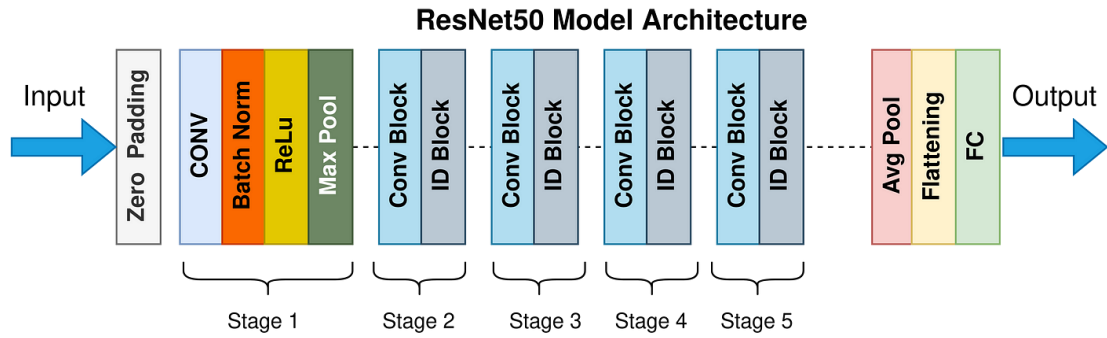 ResNet50 Model Architecture
Input
Zero Padding
CONV
Batch Norm
ReLu
Max Pool
Conv Block
ID Block
Conv Block
ID Block
Conv Block
ID Block
Conv Block
ID Block
Avg Pool
Flattening
FC
Output
Stage 1
Stage 2
Stage 3
Stage 4
Stage 5